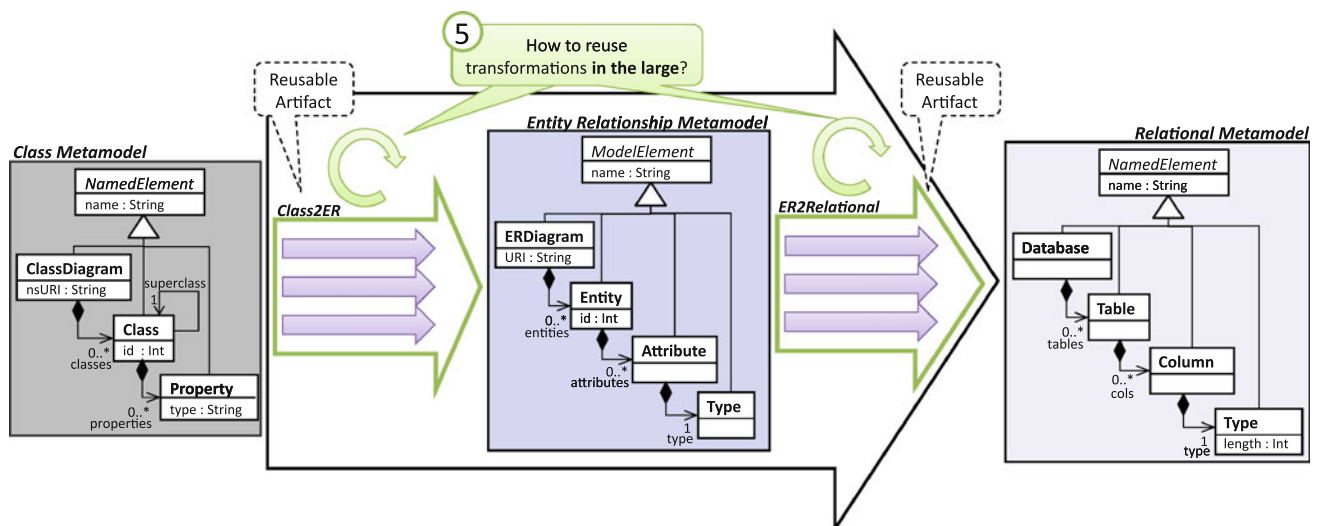 5
How to reuse
transformations in the large?
Reusable
Artifact
Reusable
Artifact
Class Metamodel
NamedElement
name : String
ClassDiagram
nsURI : String
superclass
1
Class
id : Int
0..*
classes
Property
type : String
0..*
properties
Class2ER
Entity Relationship Metamodel
ModelElement
name : String
ERDiagram
URI : String
Entity
id : Int
0..*
entities
Attribute
0..*
attributes
Type
1
type
ER2Relational
Relational Metamodel
NamedElement
name : String
Database
Table
0..*
tables
Column
0..*
cols
Type
length : Int
1
type